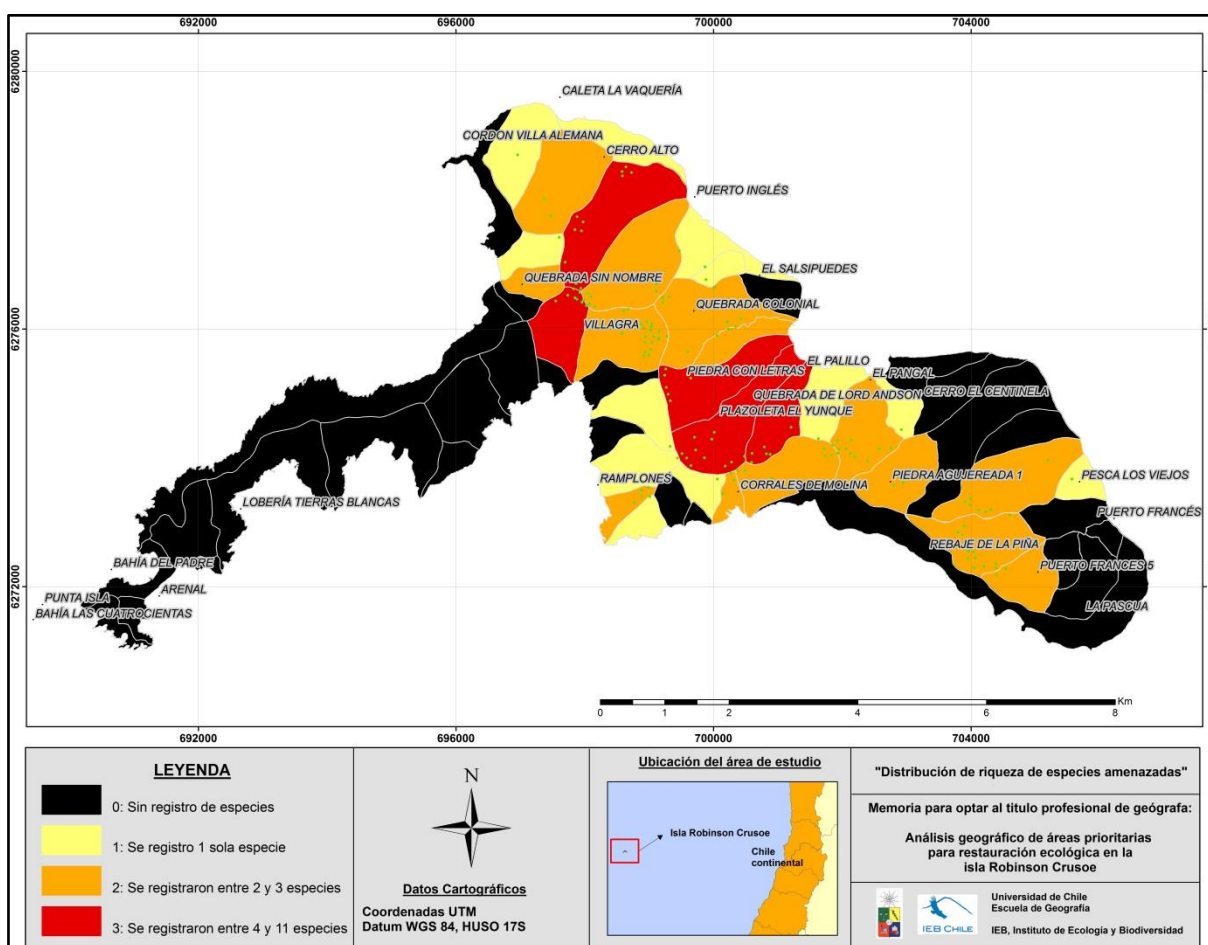 692000
696000
700000
704000
6280000
6280000
CALETA LA VAQUERÍA
CORDON VILLA ALEMANA
CERRO ALTO
PUERTO INGLÉS
EL SALSIPUEDES
QUEBRADA SIN NOMBRE
QUEBRADA COLONIAL
6276000
6276000
VILLAGRA
EL PALILLO
PIEDRA CON LETRAS
EL PANGAL
QUEBRADA DE LORD ANDSON
CERRO EL CENTINELA
PLAZOLETA EL YUNQUE
RAMPLONES
PIEDRA AGUJEREADA 1
PESCA LOS VIEJOS
CORRALES DE MOLINA
LOBERÍA TIERRAS BLANCAS
PUERTO FRANCÉS
REBAJE DE LA PIÑA
BAHÍA DEL PADRE
PUERTO FRANCES 5
6272000
6272000
ARENAL
PUNTA ISLA
LA PASCUA
BAHÍA LAS CUATROCIENTAS
Km
0 1 2 4 6 8
692000
696000
700000
704000
LEYENDA
0: Sin registro de especies
1: Se registro 1 sola especie
2: Se registraron entre 2 y 3 especies
3: Se registraron entre 4 y 11 especies
N
Datos Cartográficos
Coordenadas UTM
Datum WGS 84, HUSO 17S
Ubicación del área de estudio
Isla Robinson Crusoe
Chile
continental
"Distribución de riqueza de especies amenazadas"
Memoria para optar al titulo profesional de geógrafa:
Análisis geográfico de áreas prioritarias
para restauración ecológica en la
isla Robinson Crusoe
IEB CHILE
Universidad de Chile
Escuela de Geografía
IEB, Instituto de Ecología y Biodiversidad